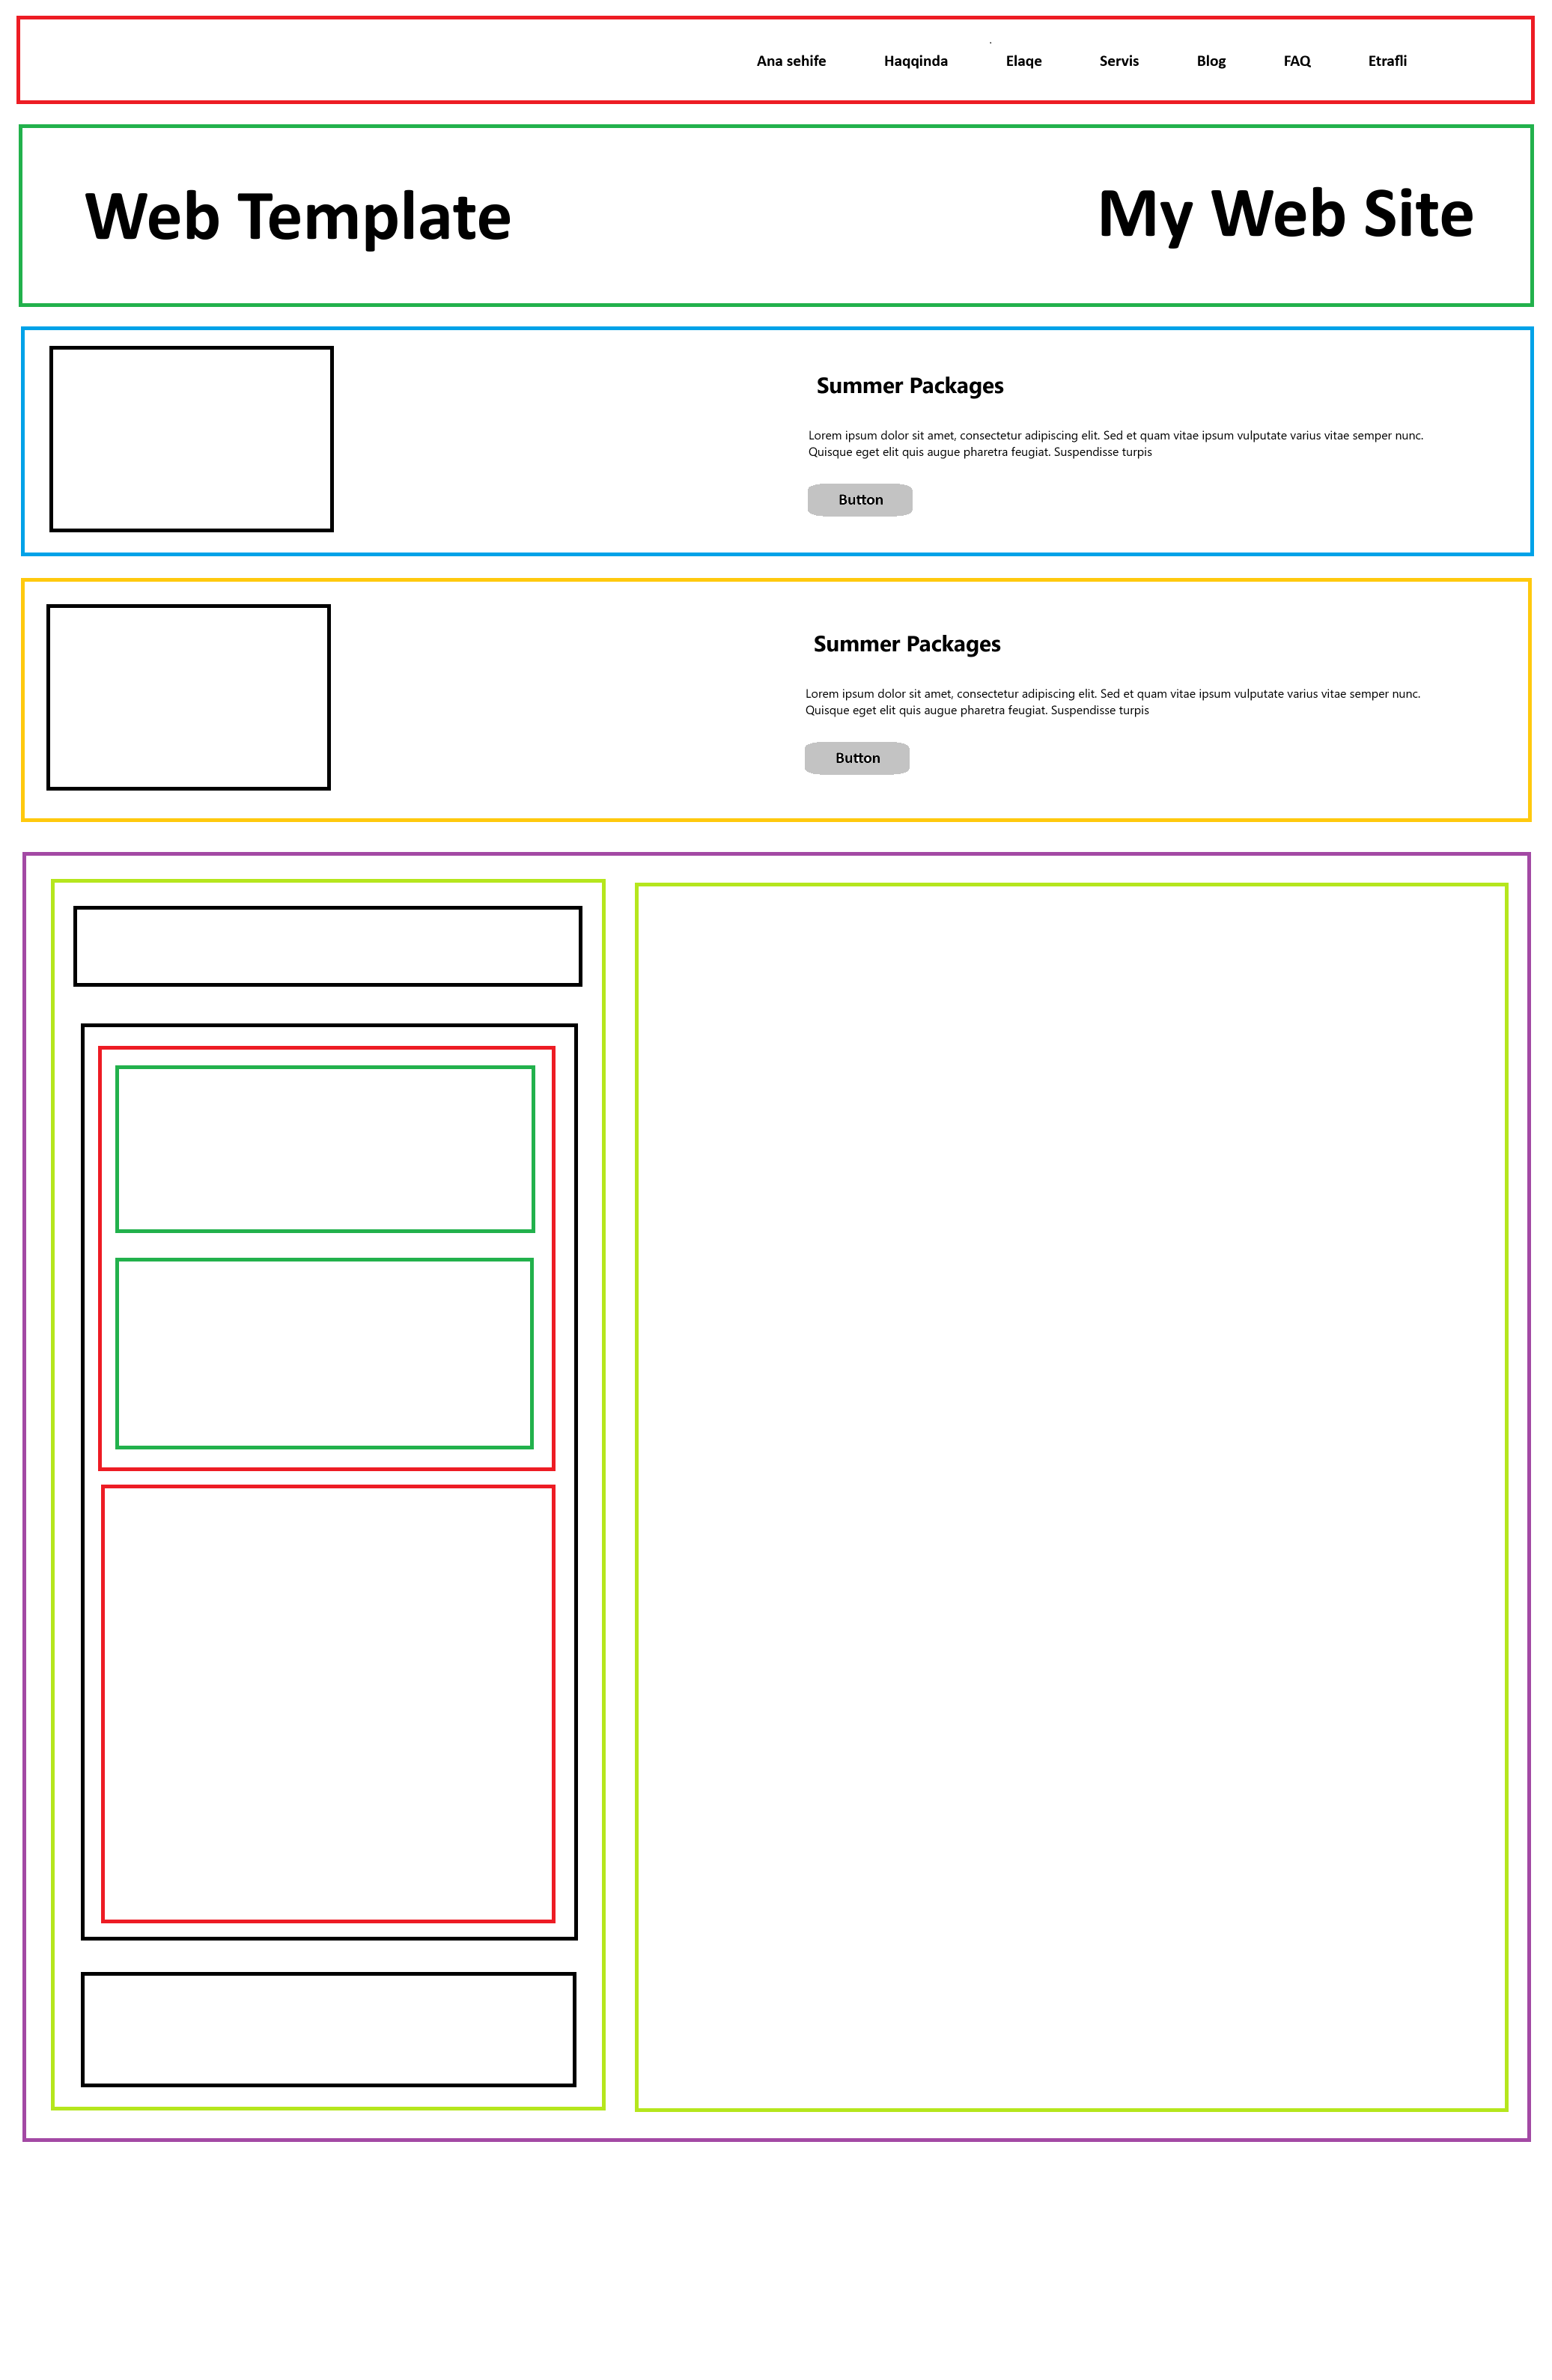 Ana sehife Haqqinda Elaqe Servis Blog FAQ Etrafli
Web Template My Web Site
Summer Packages
Lorem ipsum dolor sit amet, consectetur adipiscing elit. Sed et quam vitae ipsum vulputate varius vitae semper nunc.
Quisque eget elit quis augue pharetra feugiat. Suspendisse turpis
Button
Summer Packages
Lorem ipsum dolor sit amet, consectetur adipiscing elit. Sed et quam vitae ipsum vulputate varius vitae semper nunc.
Quisque eget elit quis augue pharetra feugiat. Suspendisse turpis
Button